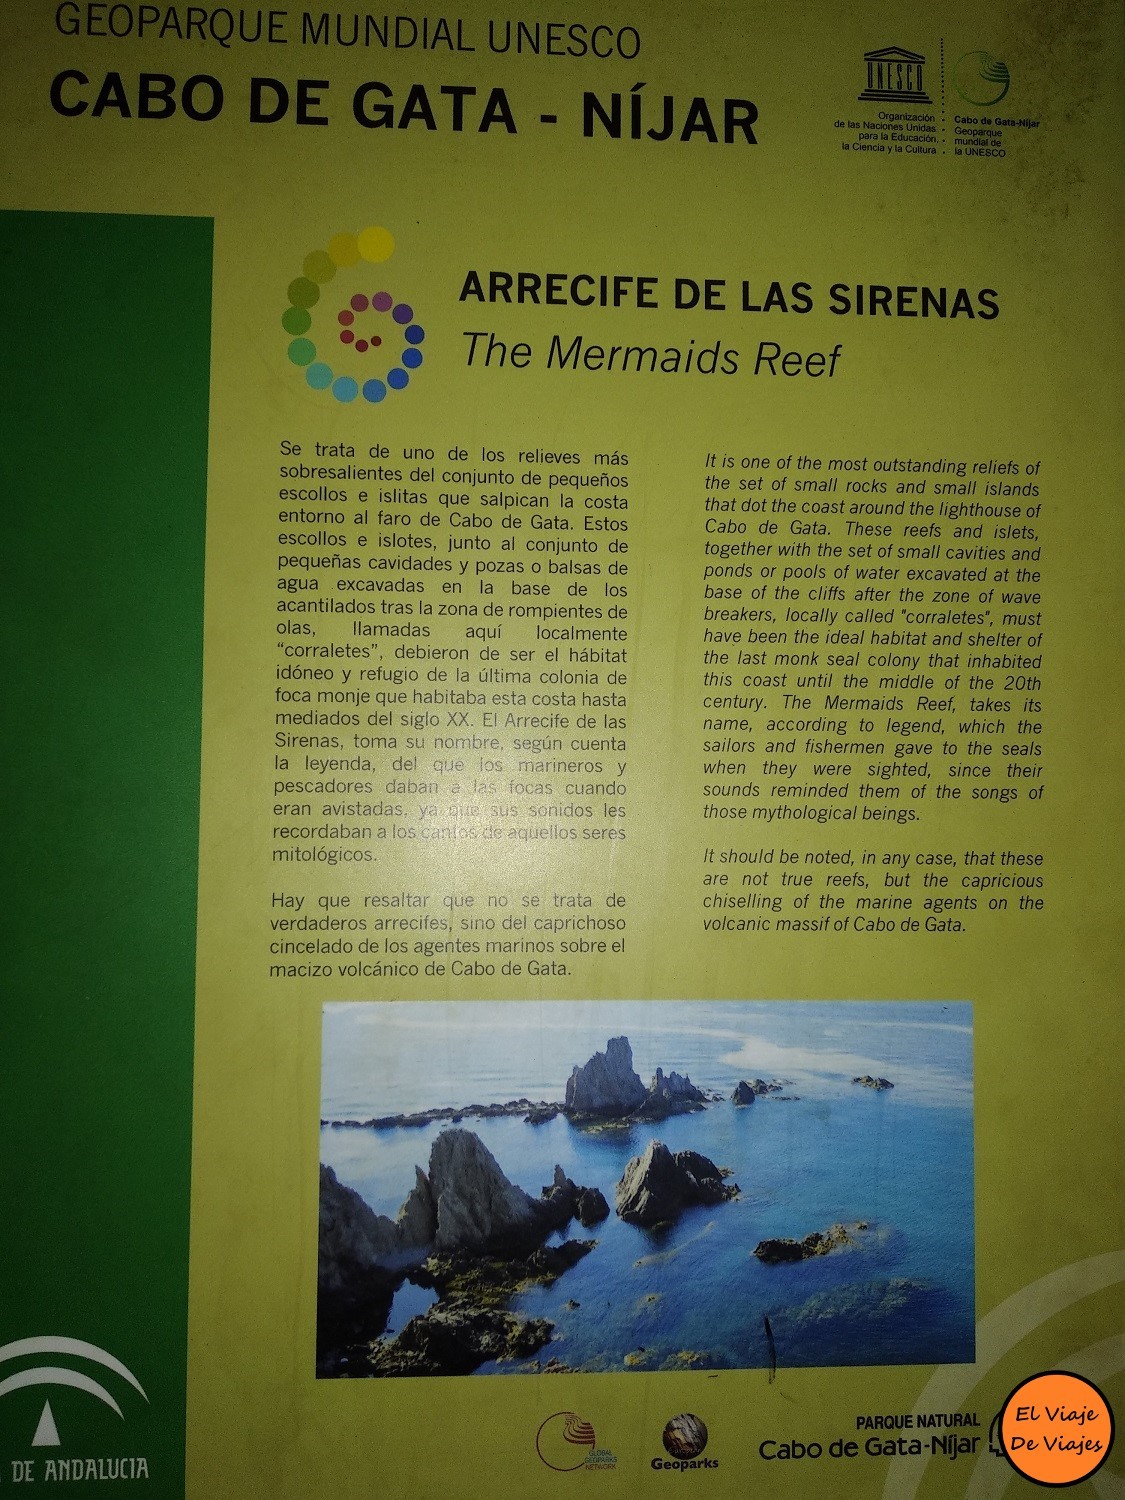 GEOPARQUE MUNDIAL UNESCO
CABO DE GATA - NÍJAR
UNESCO
Organización
de las Naciones Unidas
para la Educación,
la Ciencia y la Cultura
Cabo de Gata-Níjar
Geoparque
mundial de
la UNESCO
ARRECIFE DE LAS SIRENAS
The Mermaids Reef
Se trata de uno de los relieves más
sobresalientes del conjunto de pequeños
escollos e islitas que salpican la costa
entorno al faro de Cabo de Gata. Estos
escollos e islotes, junto al conjunto de
pequeñas cavidades y pozas o balsas de
agua excavadas en la base de los
acantilados tras la zona de rompientes de
olas, llamadas aquí localmente
“corraletes”, debieron de ser el hábitat
idóneo y refugio de la última colonia de
foca monje que habitaba esta costa hasta
mediados del siglo XX. El Arrecife de las
Sirenas, toma su nombre, según cuenta
la leyenda, del que los marineros y
pescadores daban a las focas cuando
eran avistadas, ya que sus sonidos les
recordaban a los cantos de aquellos seres
mitológicos.
Hay que resaltar que no se trata de
verdaderos arrecifes, sino del caprichoso
cincelado de los agentes marinos sobre el
macizo volcánico de Cabo de Gata.
It is one of the most outstanding reliefs of
the set of small rocks and small islands
that dot the coast around the lighthouse of
Cabo de Gata. These reefs and islets,
together with the set of small cavities and
ponds or pools of water excavated at the
base of the cliffs after the zone of wave
breakers, locally called "corraletes", must
have been the ideal habitat and shelter of
the last monk seal colony that inhabited
this coast until the middle of the 20th
century. The Mermaids Reef, takes its
name, according to legend, which the
sailors and fishermen gave to the seals
when they were sighted, since their
sounds reminded them of the songs of
those mythological beings.
It should be noted, in any case, that these
are not true reefs, but the capricious
chiselling of the marine agents on the
volcanic massif of Cabo de Gata.
DE ANDALUCIA
GLOBAL
GEOPARKS
NETWORK
Geoparks
PARQUE NATURAL
Cabo de Gata-Níjar
El Viaje
De Viajes